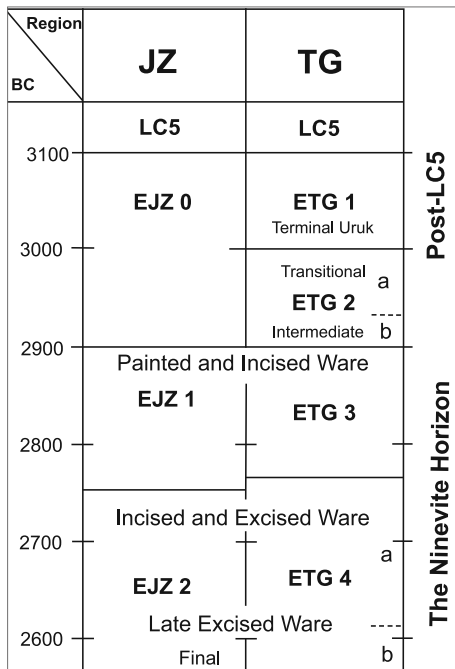 Region
BC
JZ TG
LC5 LC5
3100
EJZ 0 ETG 1
Terminal Uruk
3000
Transitional a
ETG 2
Intermediate b
2900
Painted and Incised Ware
EJZ 1 ETG 3
2800
Incised and Excised Ware
2700
a
EJZ 2 ETG 4
Late Excised Ware
2600
Final b
Post-LC5
The Ninevite Horizon